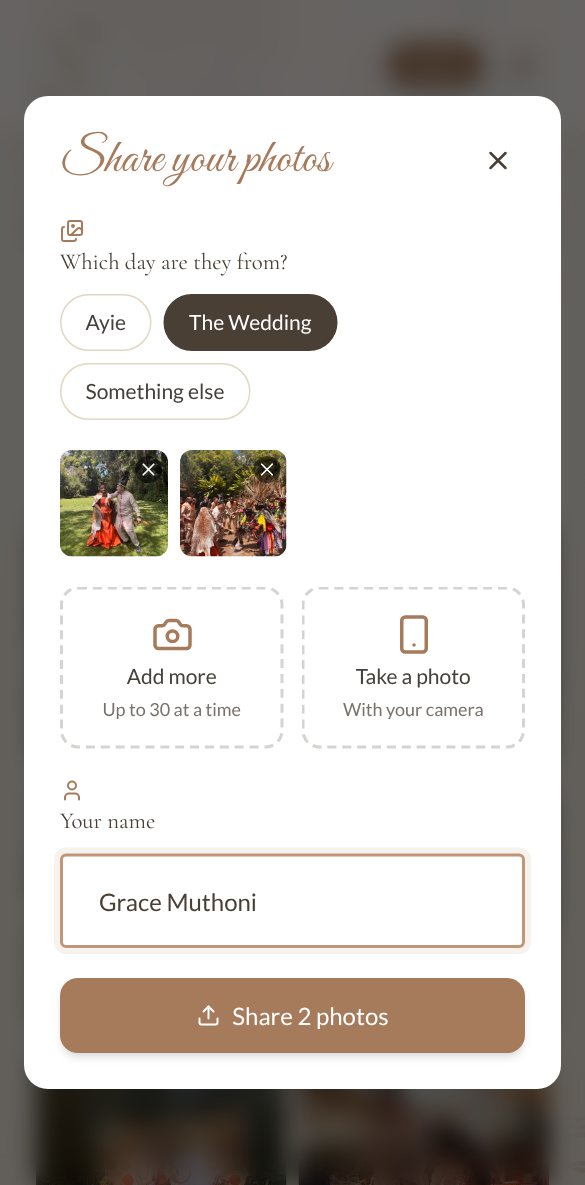 Share your photos
Which day are they from?
Ayie
The Wedding
Something else
Add more
Up to 30 at a time
Take a photo
With your camera
Your name
Grace Muthoni
Share 2 photos